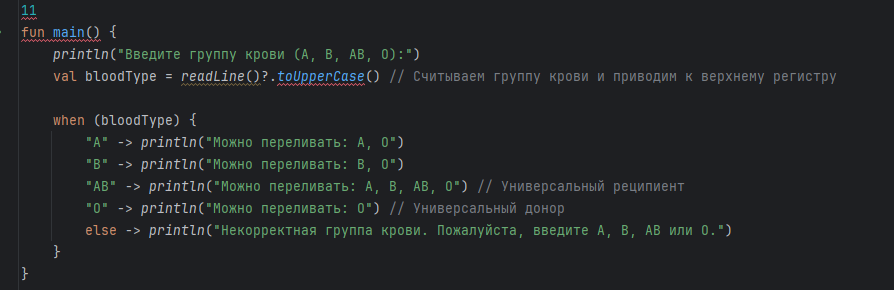 11
fun main() {
println("Введите группу крови (A, B, AB, O):")
val bloodType = readLine()?.toUpperCase() // Считываем группу крови и приводим к верхнему регистру
when (bloodType) {
"A" -> println("Можно переливать: A, O")
"B" -> println("Можно переливать: B, O")
"AB" -> println("Можно переливать: A, B, AB, O") // Универсальный реципиент
"O" -> println("Можно переливать: O") // Универсальный донор
else -> println("Некорректная группа крови. Пожалуйста, введите A, B, AB или O.")
}
}